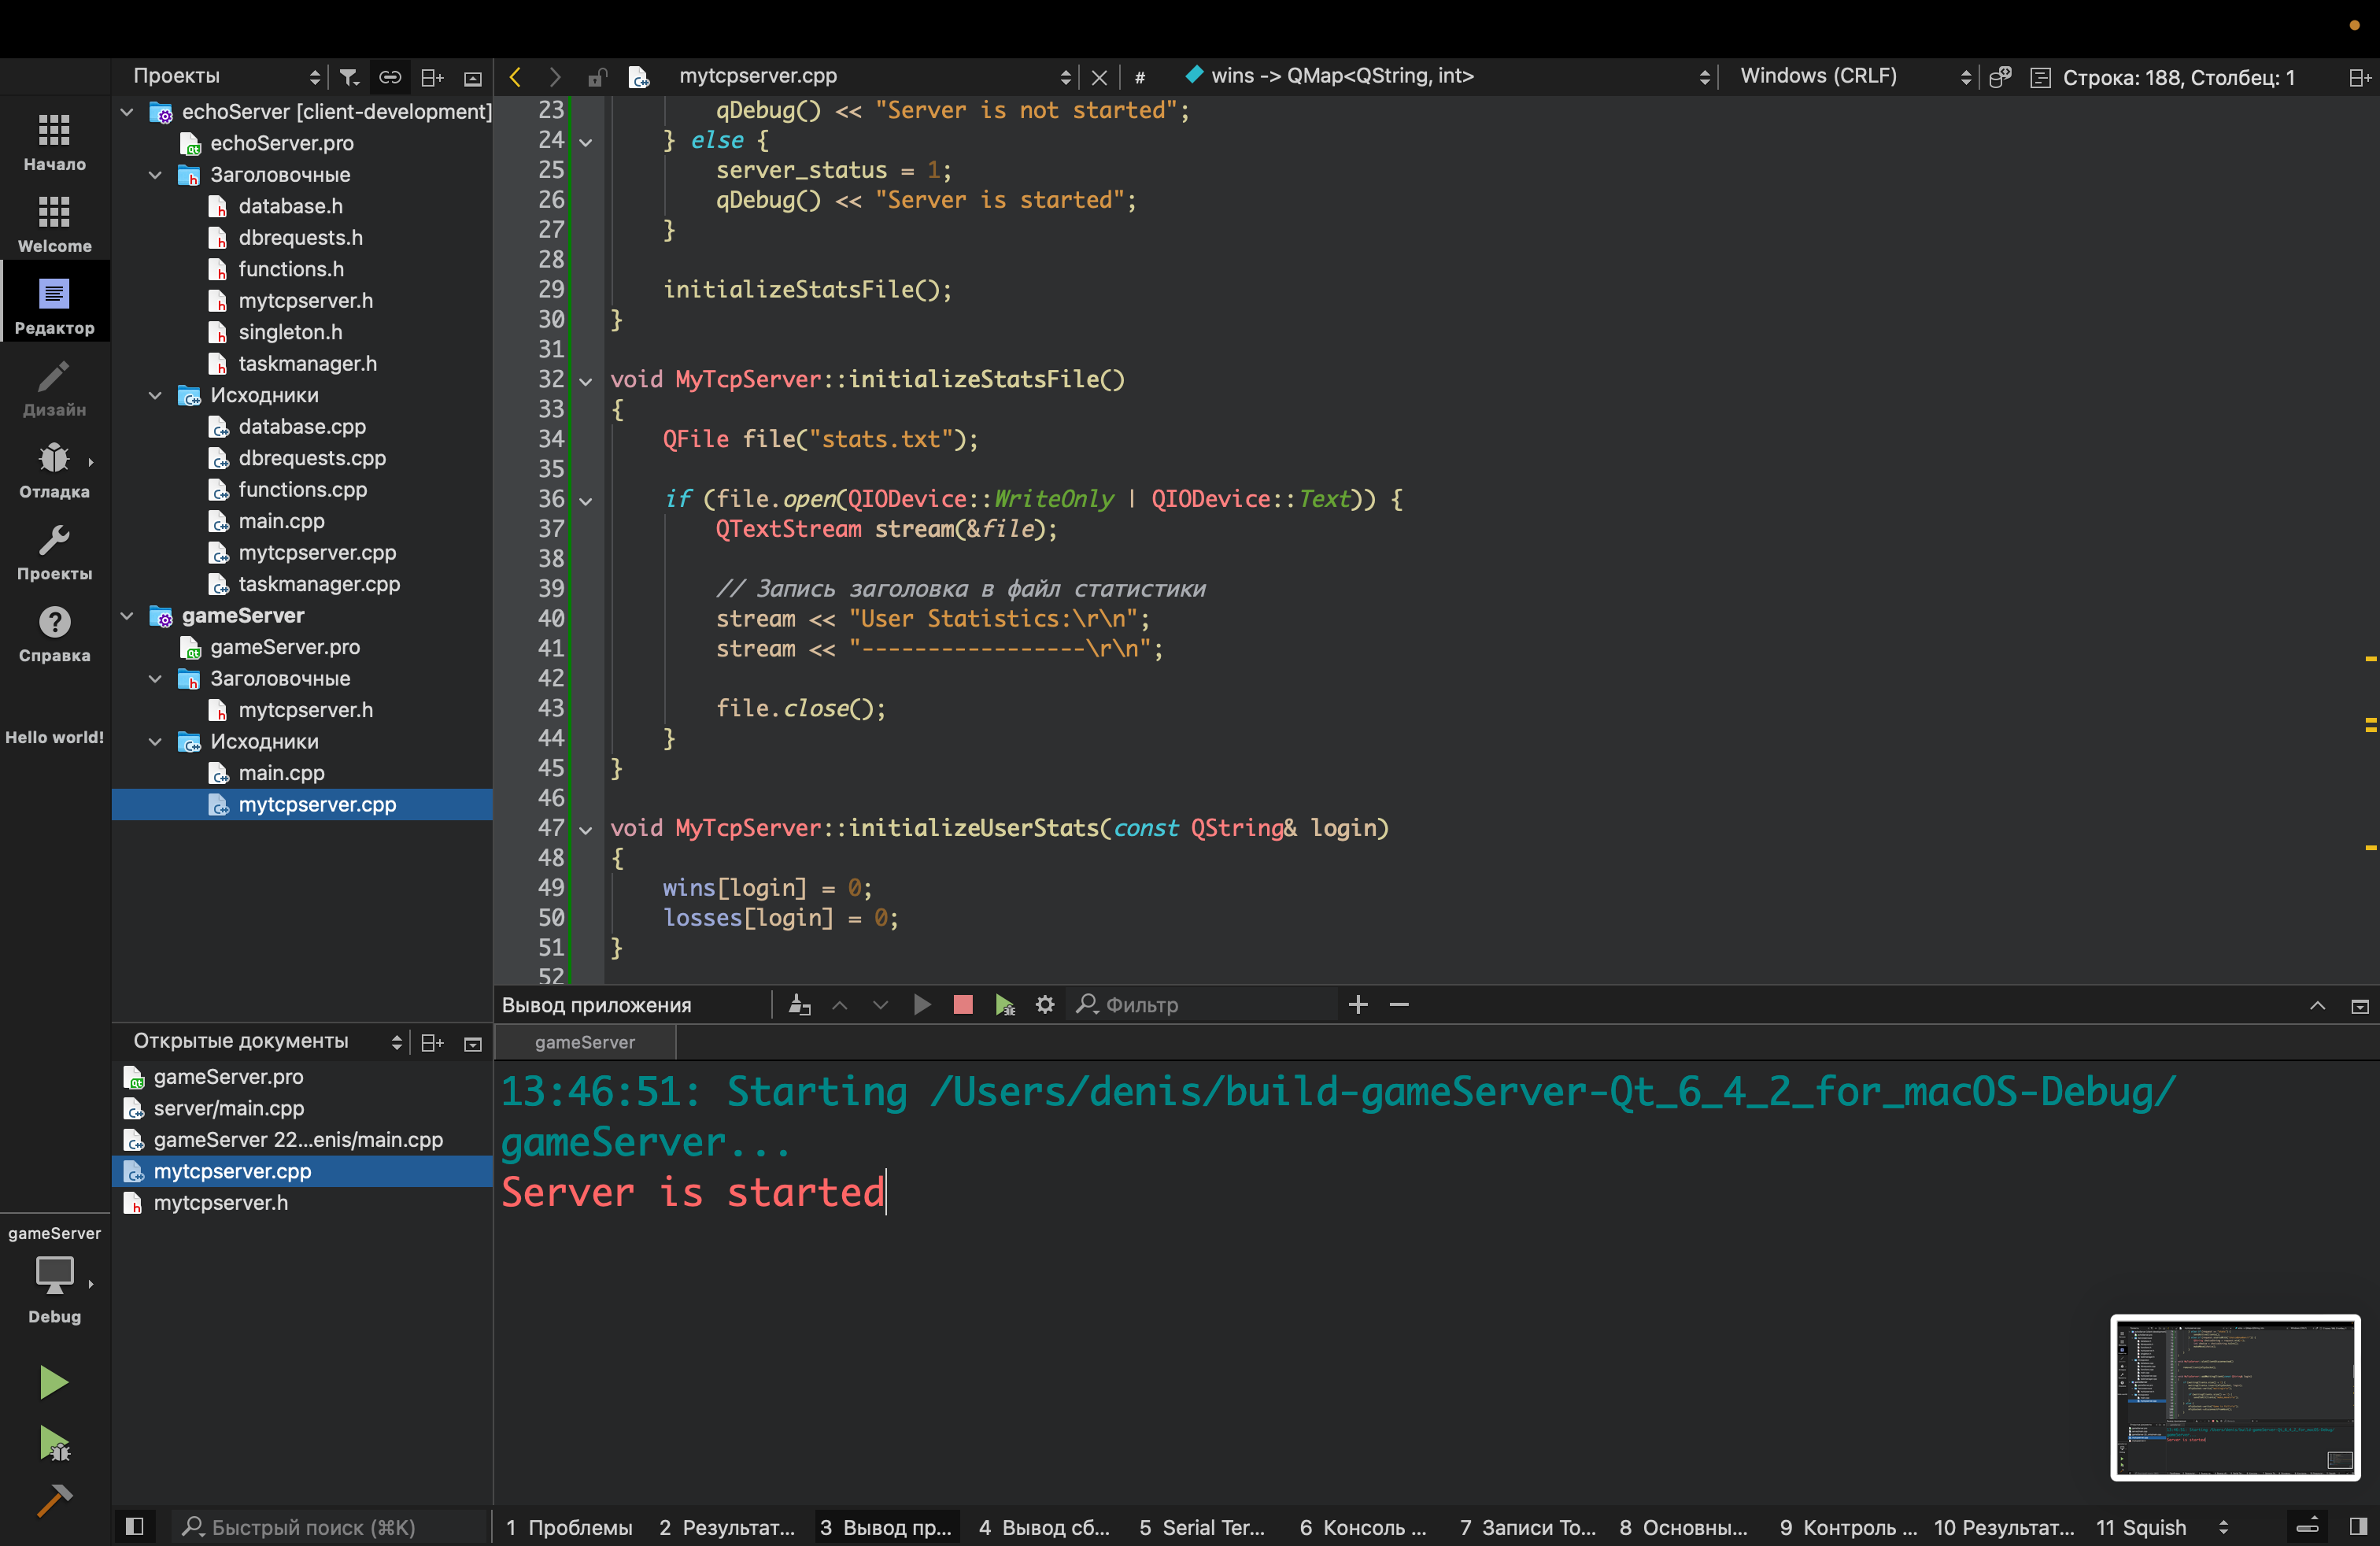 Проекты
mytcpserver.cpp
#
wins -> QMap<QString, int>
Windows (CRLF)
Строка: 188, Столбец: 1
Начало
Welcome
Редактор
Дизайн
Отладка
Проекты
Справка
Hello world!
echoServer [client-development]
echoServer.pro
Заголовочные
database.h
dbrequests.h
functions.h
mytcpserver.h
singleton.h
taskmanager.h
Исходники
database.cpp
dbrequests.cpp
functions.cpp
main.cpp
mytcpserver.cpp
taskmanager.cpp
gameServer
gameServer.pro
Заголовочные
mytcpserver.h
Исходники
main.cpp
mytcpserver.cpp
23 qDebug() << "Server is not started";
24 } else {
25 server_status = 1;
26 qDebug() << "Server is started";
27 }
28
29 initializeStatsFile();
30 }
31
32 void MyTcpServer::initializeStatsFile()
33 {
34 QFile file("stats.txt");
35
36 if (file.open(QIODevice::WriteOnly | QIODevice::Text)) {
37 QTextStream stream(&file);
38
39 // Запись заголовка в файл статистики
40 stream << "User Statistics:\r\n";
41 stream << "-----------------\r\n";
42
43 file.close();
44 }
45 }
46
47 void MyTcpServer::initializeUserStats(const QString& login)
48 {
49 wins[login] = 0;
50 losses[login] = 0;
51 }
52
Открытые документы
gameServer.pro
server/main.cpp
gameServer 22...enis/main.cpp
mytcpserver.cpp
mytcpserver.h
gameServer
Debug
Вывод приложения
Фильтр
gameServer
13:46:51: Starting /Users/denis/build-gameServer-Qt_6_4_2_for_macOS-Debug/
gameServer...
Server is started
Быстрый поиск (⌘K)
1 Проблемы
2 Результат...
3 Вывод пр...
4 Вывод сб...
5 Serial Ter...
6 Консоль ...
7 Записи To...
8 Основны...
9 Контроль ...
10 Результат...
11 Squish